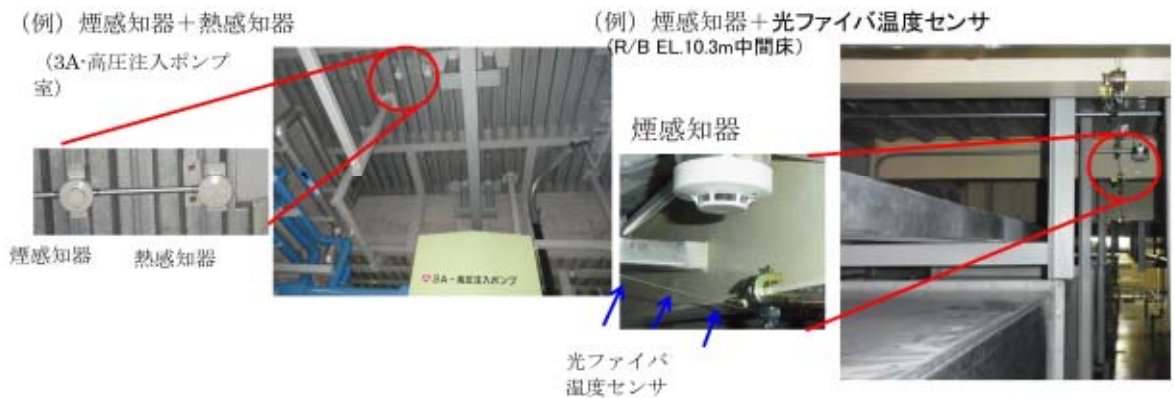 （例）煙感知器＋熱感知器
（3A-高圧注入ポンプ
室）
煙感知器
熱感知器
3A-高圧注入ポンプ
（例）煙感知器＋光ファイバ温度センサ
（R/B EL.10.3m中間床）
煙感知器
光ファイバ
温度センサ